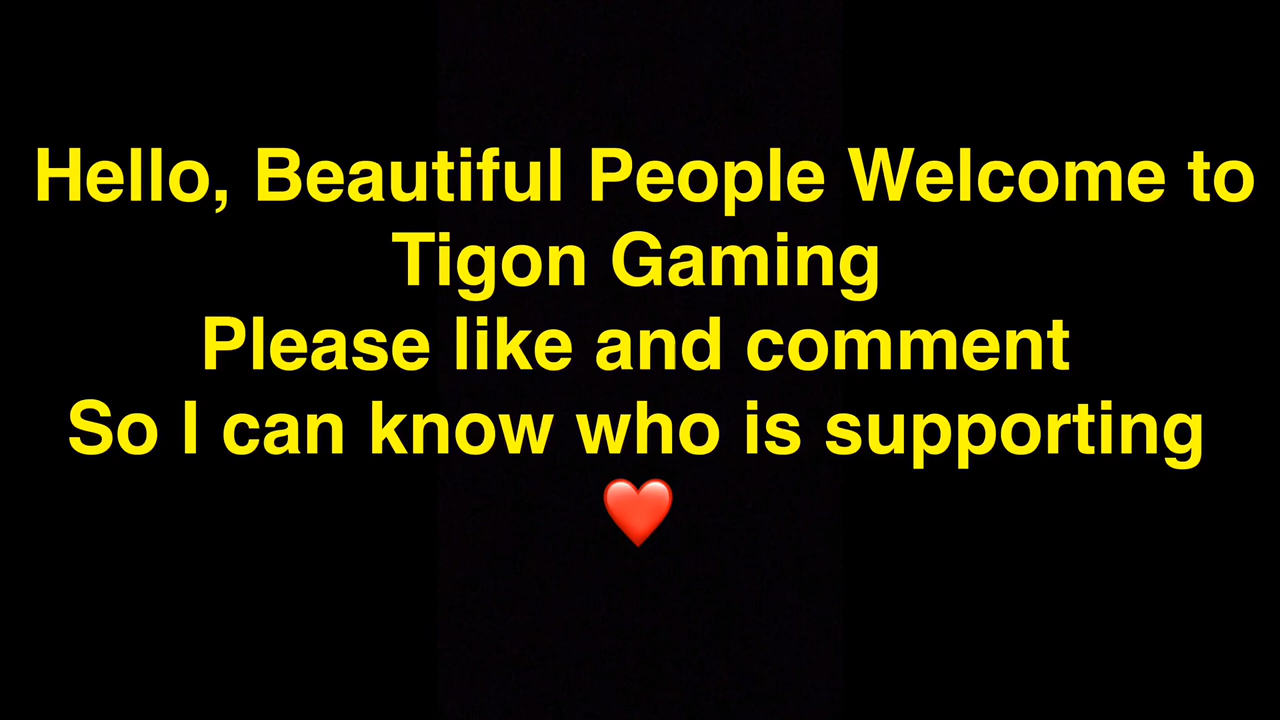 Hello, Beautiful People Welcome to
Tigon Gaming
Please like and comment
So I can know who is supporting
❤️